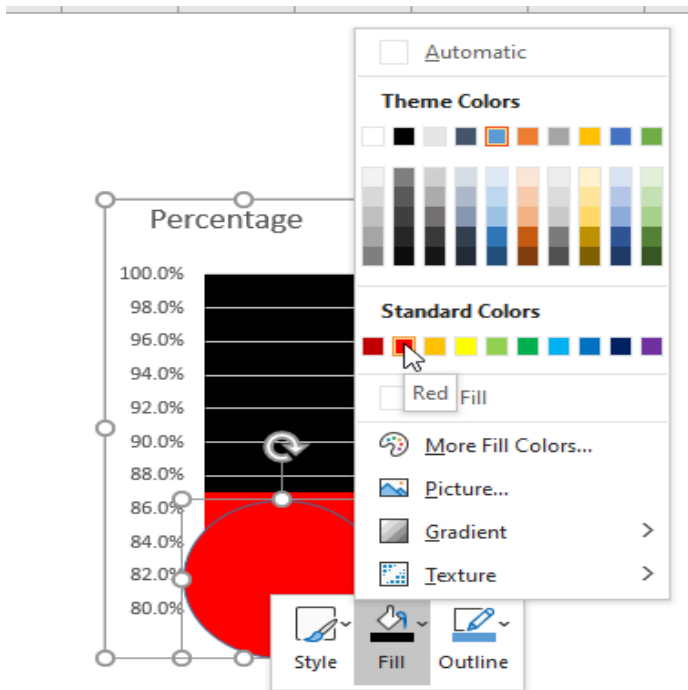 Automatic
Theme Colors
Percentage
100.0%
98.0%
96.0%
94.0%
92.0%
90.0%
88.0%
86.0%
84.0%
82.0%
80.0%
Standard Colors
Red
Fill
More Fill Colors...
Picture...
Gradient
Texture
Style
Fill
Outline